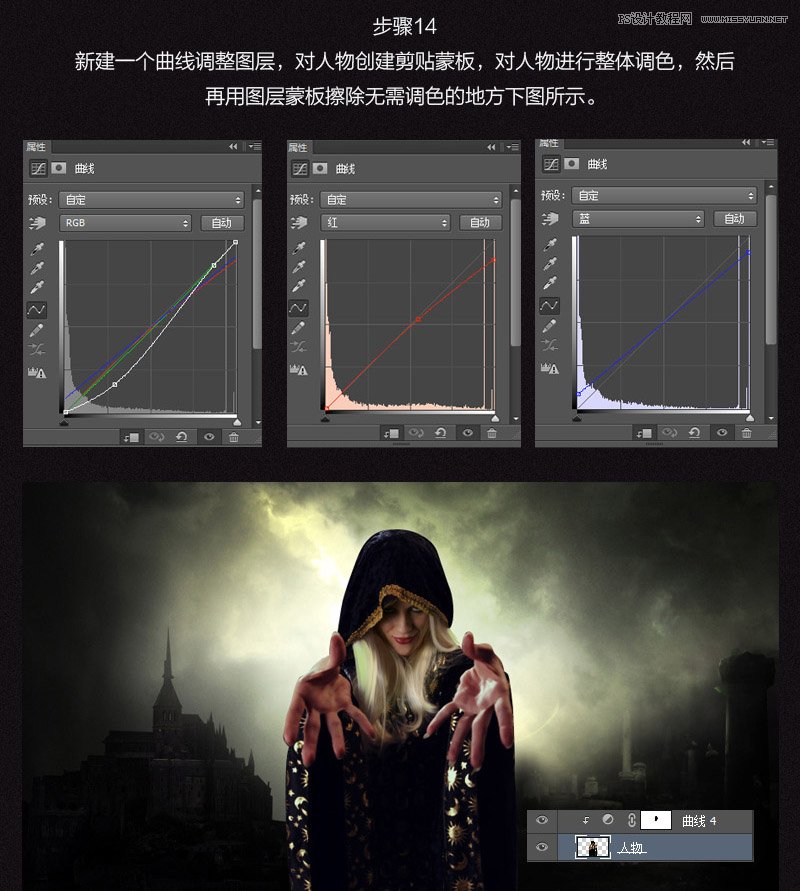 PS设计教程网 WWW.MISSYUAN.NET
步骤14
新建一个曲线调整图层，对人物创建剪贴蒙板，对人物进行整体调色，然后
再用图层蒙板擦除无需调色的地方下图所示。
属性
曲线
预设： 自定
RGB 自动
属性
曲线
预设： 自定
红 自动
属性
曲线
预设： 自定
蓝 自动
曲线 4
人物